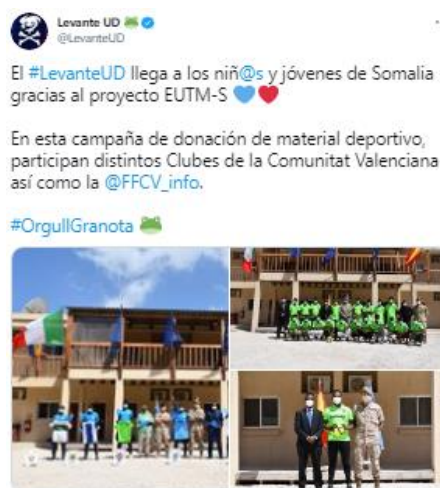 Levante UD 🐸
@LevanteUD
El #LevanteUD llega a los niñ@s y jóvenes de Somalia
gracias al proyecto EUTM-S 💙❤️
En esta campaña de donación de material deportivo,
participan distintos Clubes de la Comunitat Valenciana
así como la @FFCV_info.
#OrgullGranota 🐸